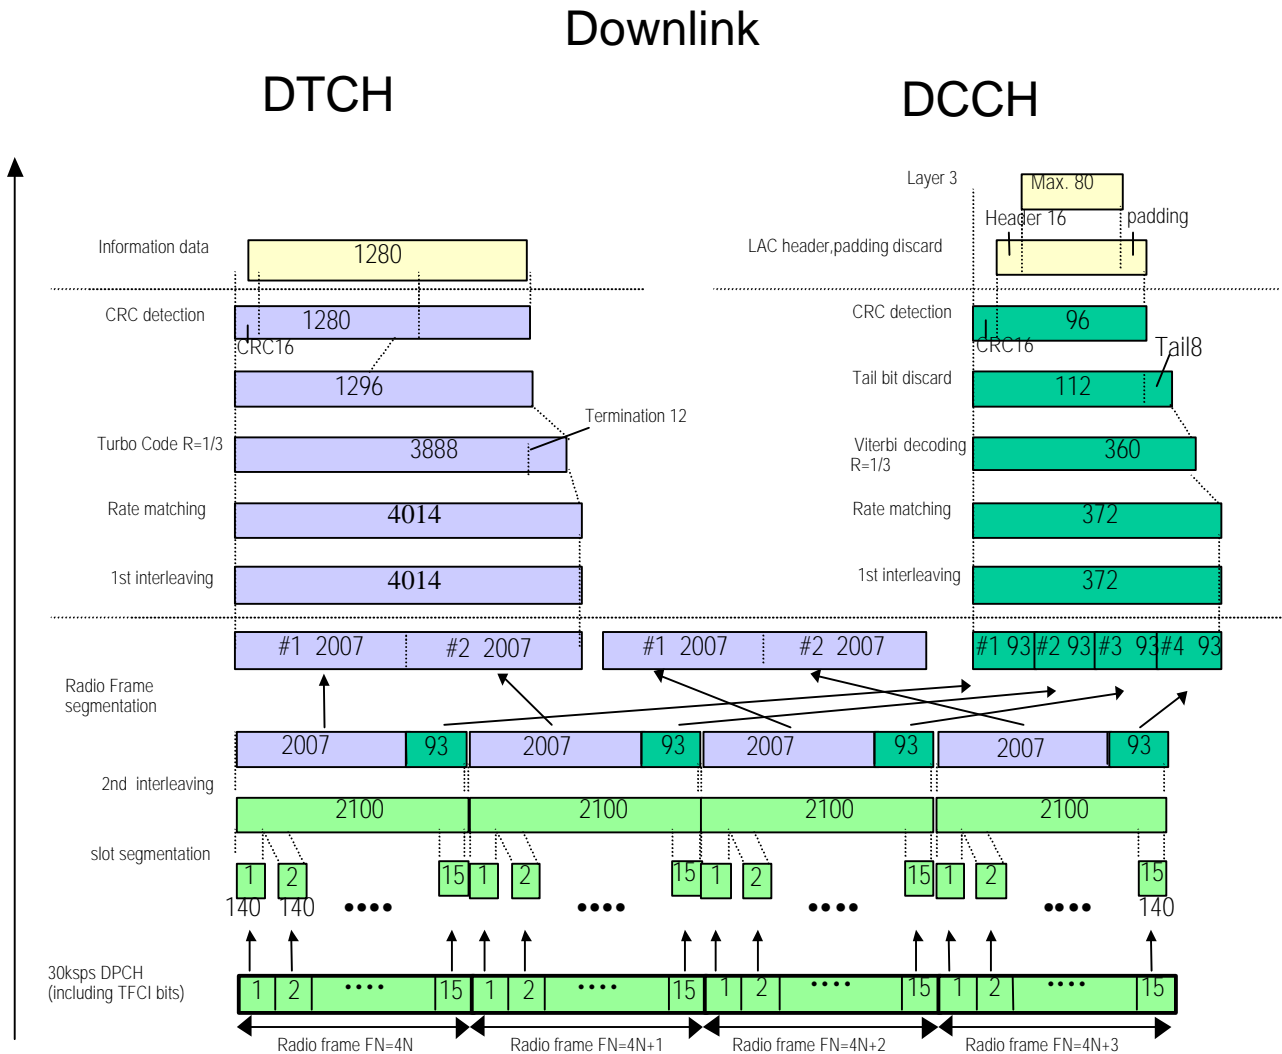 Downlink
DTCH
DCCH
Layer 3
Max. 80
Header 16
padding
Information data
1280
LAC header,padding discard
CRC detection
1280
CRC16
CRC detection
96
CRC16
Tail8
1296
Tail bit discard
112
Termination 12
Turbo Code R=1/3
3888
Viterbi decoding
R=1/3
360
Rate matching
4014
Rate matching
372
1st interleaving
4014
1st interleaving
372
#1 2007
#2 2007
#1 2007
#2 2007
#1 93
#2 93
#3 93
#4 93
Radio Frame
segmentation
2007
93
2007
93
2007
93
2007
93
2nd interleaving
2100
2100
2100
2100
slot segmentation
1
2
15
1
2
15
1
2
15
1
2
15
140
140
••••
••••
••••
••••
140
30ksps DPCH
(including TFCI bits)
1
2
••••
15
1
2
••••
15
1
2
••••
15
1
2
••••
15
Radio frame FN=4N
Radio frame FN=4N+1
Radio frame FN=4N+2
Radio frame FN=4N+3